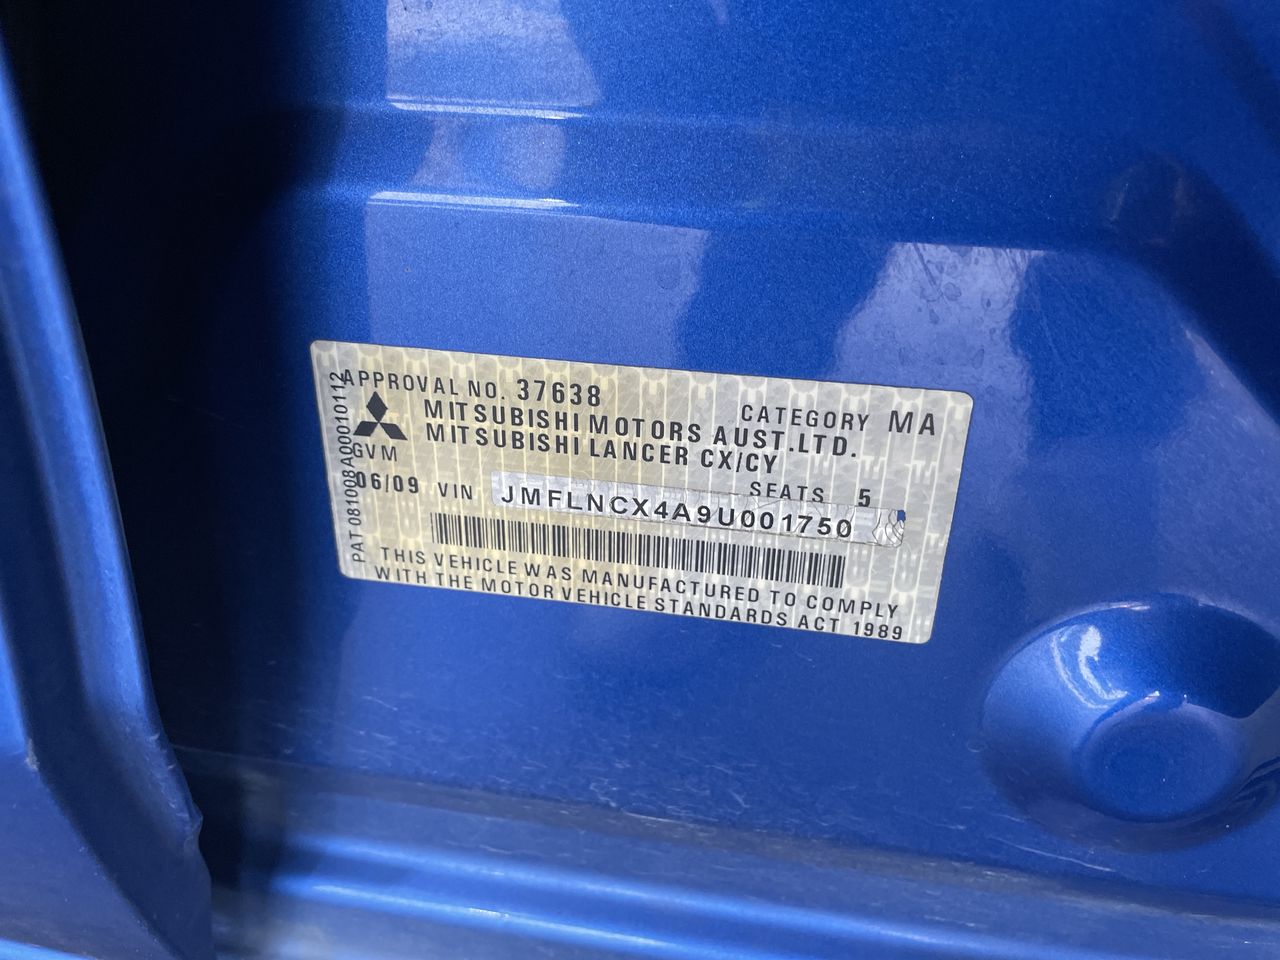 APPROVAL NO. 37638
CATEGORY MA
MITSUBISHI MOTORS AUST.LTD.
MITSUBISHI LANCER CX/CY
GVM
SEATS 5
06/09 VIN JMFLNCX4A9U001750
THIS VEHICLE WAS MANUFACTURED TO COMPLY
WITH THE MOTOR VEHICLE STANDARDS ACT 1989
PAT 081008A00010112